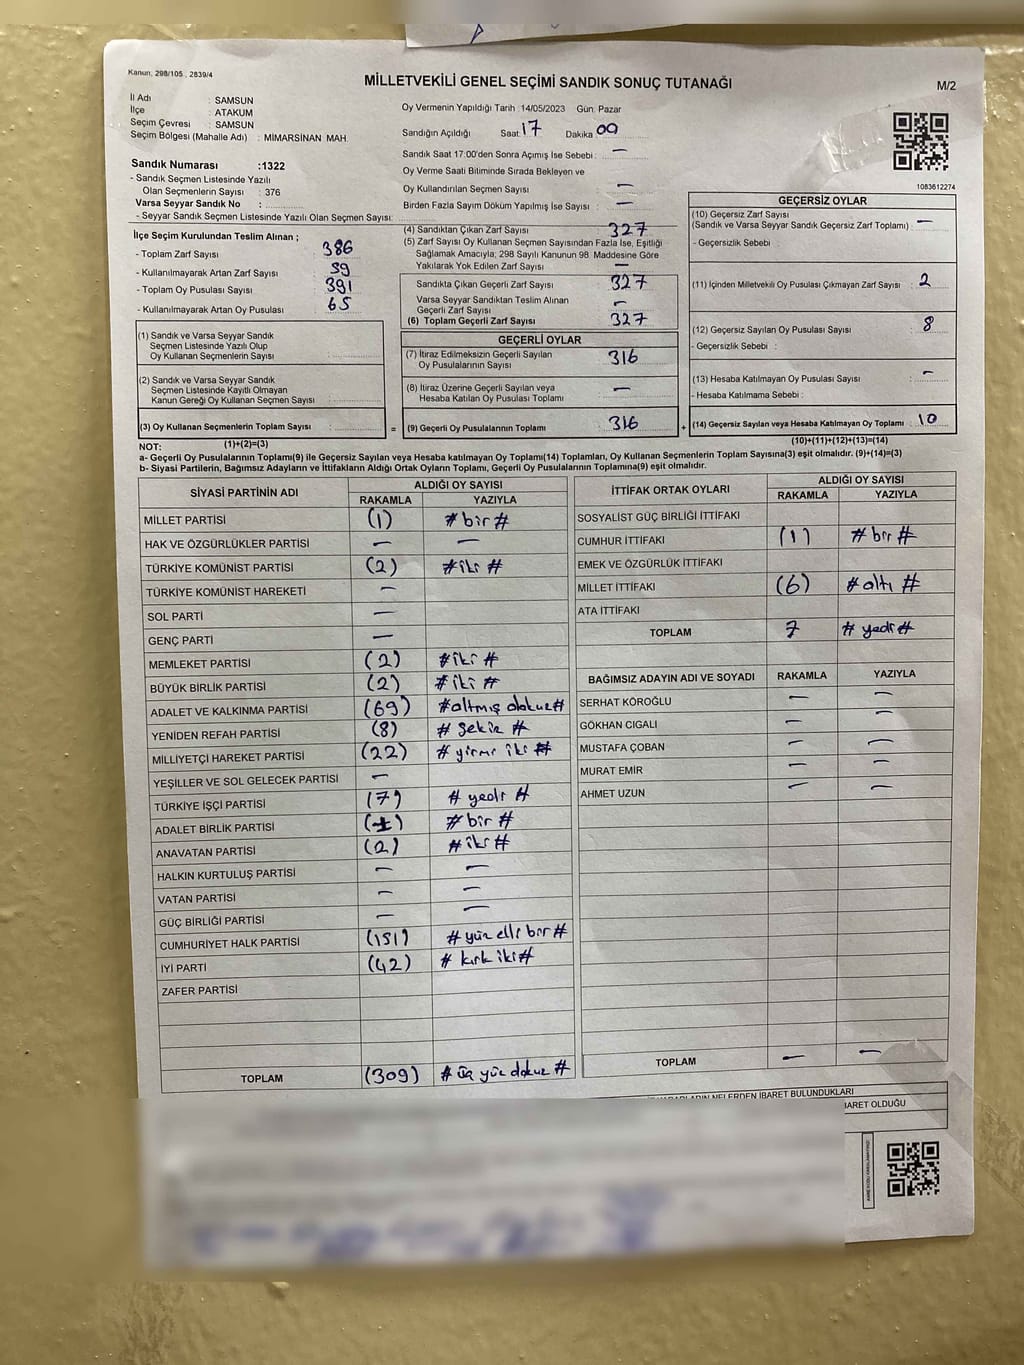 Kanun, 298/105 , 2839/4
MİLLETVEKİLİ GENEL SEÇİMİ SANDIK SONUÇ TUTANAĞI
M/2
İl Adı : SAMSUN
İlçe : ATAKUM
Seçim Çevresi : SAMSUN
Seçim Bölgesi (Mahalle Adı) : MİMARSİNAN MAH.
Sandık Numarası :1322
- Sandık Seçmen Listesinde Yazılı
Olan Seçmenlerin Sayısı : 376
Varsa Seyyar Sandık No :
- Seyyar Sandık Seçmen Listesinde Yazılı Olan Seçmen Sayısı:
Oy Vermenin Yapıldığı Tarih :14/05/2023 Gün: Pazar
Sandığın Açıldığı Saat 17 Dakika 00
Sandık Saat 17:00'den Sonra Açımış İse Sebebi : —
Oy Verme Saati Bitiminde Sırada Bekleyen ve
Oy Kullandırılan Seçmen Sayısı —
Birden Fazla Sayım Döküm Yapılmış İse Sayısı : —
1083612274
İlçe Seçim Kurulundan Teslim Alınan ;
- Toplam Zarf Sayısı : 386
- Kullanılmayarak Artan Zarf Sayısı : 59
- Toplam Oy Pusulası Sayısı : 391
- Kullanılmayarak Artan Oy Pusulası : 65
(1) Sandık ve Varsa Seyyar Sandık
Seçmen Listesinde Yazılı Olup
Oy Kullanan Seçmenlerin Sayısı :
(2) Sandık ve Varsa Seyyar Sandık
Seçmen Listesinde Kayıtlı Olmayan
Kanun Gereği Oy Kullanan Seçmen Sayısı :
(3) Oy Kullanan Seçmenlerin Toplam Sayısı : =
(1)+(2)=(3)
(4) Sandıktan Çıkan Zarf Sayısı : 327
(5) Zarf Sayısı Oy Kullanan Seçmen Sayısından Fazla İse, Eşitliği
Sağlamak Amacıyla; 298 Sayılı Kanunun 98. Maddesine Göre
Yakılarak Yok Edilen Zarf Sayısı : —
Sandıkta Çıkan Geçerli Zarf Sayısı : 327
Varsa Seyyar Sandıktan Teslim Alınan
Geçerli Zarf Sayısı : —
(6) Toplam Geçerli Zarf Sayısı : 327
GEÇERLİ OYLAR
(7) İtiraz Edilmeksizin Geçerli Sayılan
Oy Pusulalarının Sayısı : 316
(8) İtiraz Üzerine Geçerli Sayılan veya
Hesaba Katılan Oy Pusulası Toplamı : —
(9) Geçerli Oy Pusulalarının Toplamı : 316 +
GEÇERSİZ OYLAR
(10) Geçersiz Zarf Sayısı
(Sandık ve Varsa Seyyar Sandık Geçersiz Zarf Toplamı) : —
- Geçersizlik Sebebi :
(11) İçinden Milletvekili Oy Pusulası Çıkmayan Zarf Sayısı : 2
(12) Geçersiz Sayılan Oy Pusulası Sayısı : 8
- Geçersizlik Sebebi :
(13) Hesaba Katılmayan Oy Pusulası Sayısı : —
- Hesaba Katılmama Sebebi :
(14) Geçersiz Sayılan veya Hesaba Katılmayan Oy Toplamı : 10
(10)+(11)+(12)+(13)=(14)
NOT:
a- Geçerli Oy Pusulalarının Toplamı(9) ile Geçersiz Sayılan veya Hesaba katılmayan Oy Toplamı(14) Toplamları, Oy Kullanan Seçmenlerin Toplam Sayısına(3) eşit olmalıdır. (9)+(14)=(3)
b- Siyasi Partilerin, Bağımsız Adayların ve İttifakların Aldığı Ortak Oyların Toplamı, Geçerli Oy Pusulalarının Toplamına(9) eşit olmalıdır.
SİYASİ PARTİNİN ADI ALDIĞI OY SAYISI
RAKAMLA YAZIYLA
MİLLET PARTİSİ (1) #bir#
HAK VE ÖZGÜRLÜKLER PARTİSİ — —
TÜRKİYE KOMÜNİST PARTİSİ (2) #iki #
TÜRKİYE KOMÜNİST HAREKETİ —
SOL PARTİ —
GENÇ PARTİ —
MEMLEKET PARTİSİ (2) #iki #
BÜYÜK BİRLİK PARTİSİ (2) #iki #
ADALET VE KALKINMA PARTİSİ (69) #altmış dokuz#
YENİDEN REFAH PARTİSİ (8) # sekiz #
MİLLİYETÇİ HAREKET PARTİSİ (22) # yirmi iki #
YEŞİLLER VE SOL GELECEK PARTİSİ —
TÜRKİYE İŞÇİ PARTİSİ (7) # yedi #
ADALET BİRLİK PARTİSİ (1) # bir #
ANAVATAN PARTİSİ (2) # iki #
HALKIN KURTULUŞ PARTİSİ — —
VATAN PARTİSİ — —
GÜÇ BİRLİĞİ PARTİSİ — —
CUMHURİYET HALK PARTİSİ (151) # yüz elli bir #
İYİ PARTİ (42) # kırk iki#
ZAFER PARTİSİ
TOPLAM (309) # üç yüz dokuz #
İTTİFAK ORTAK OYLARI ALDIĞI OY SAYISI
RAKAMLA YAZIYLA
SOSYALİST GÜÇ BİRLİĞİ İTTİFAKI
CUMHUR İTTİFAKI (1) # bir #
EMEK VE ÖZGÜRLÜK İTTİFAKI
MİLLET İTTİFAKI (6) #altı #
ATA İTTİFAKI
TOPLAM 7 # yedi #
BAĞIMSIZ ADAYIN ADI VE SOYADI RAKAMLA YAZIYLA
SERHAT KÖROĞLU — —
GÖKHAN CIGALI — —
MUSTAFA ÇOBAN — —
MURAT EMİR — —
AHMET UZUN — —
TOPLAM — —
NELERDEN İBARET BULUNDUKLARI
İBARET OLDUĞU